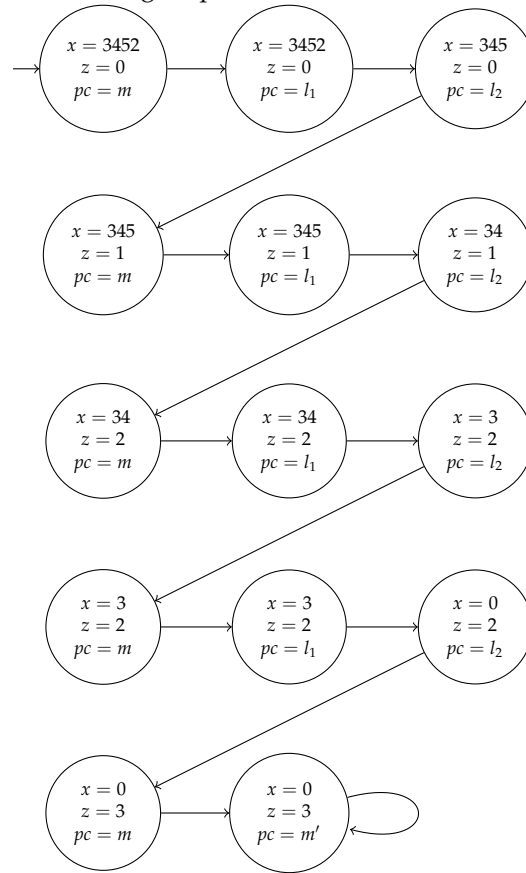 x = 3452
z = 0
pc = m
x = 3452
z = 0
pc = l₁
x = 345
z = 0
pc = l₂
x = 345
z = 1
pc = m
x = 345
z = 1
pc = l₁
x = 34
z = 1
pc = l₂
x = 34
z = 2
pc = m
x = 34
z = 2
pc = l₁
x = 3
z = 2
pc = l₂
x = 3
z = 2
pc = m
x = 3
z = 2
pc = l₁
x = 0
z = 2
pc = l₂
x = 0
z = 3
pc = m
x = 0
z = 3
pc = m′